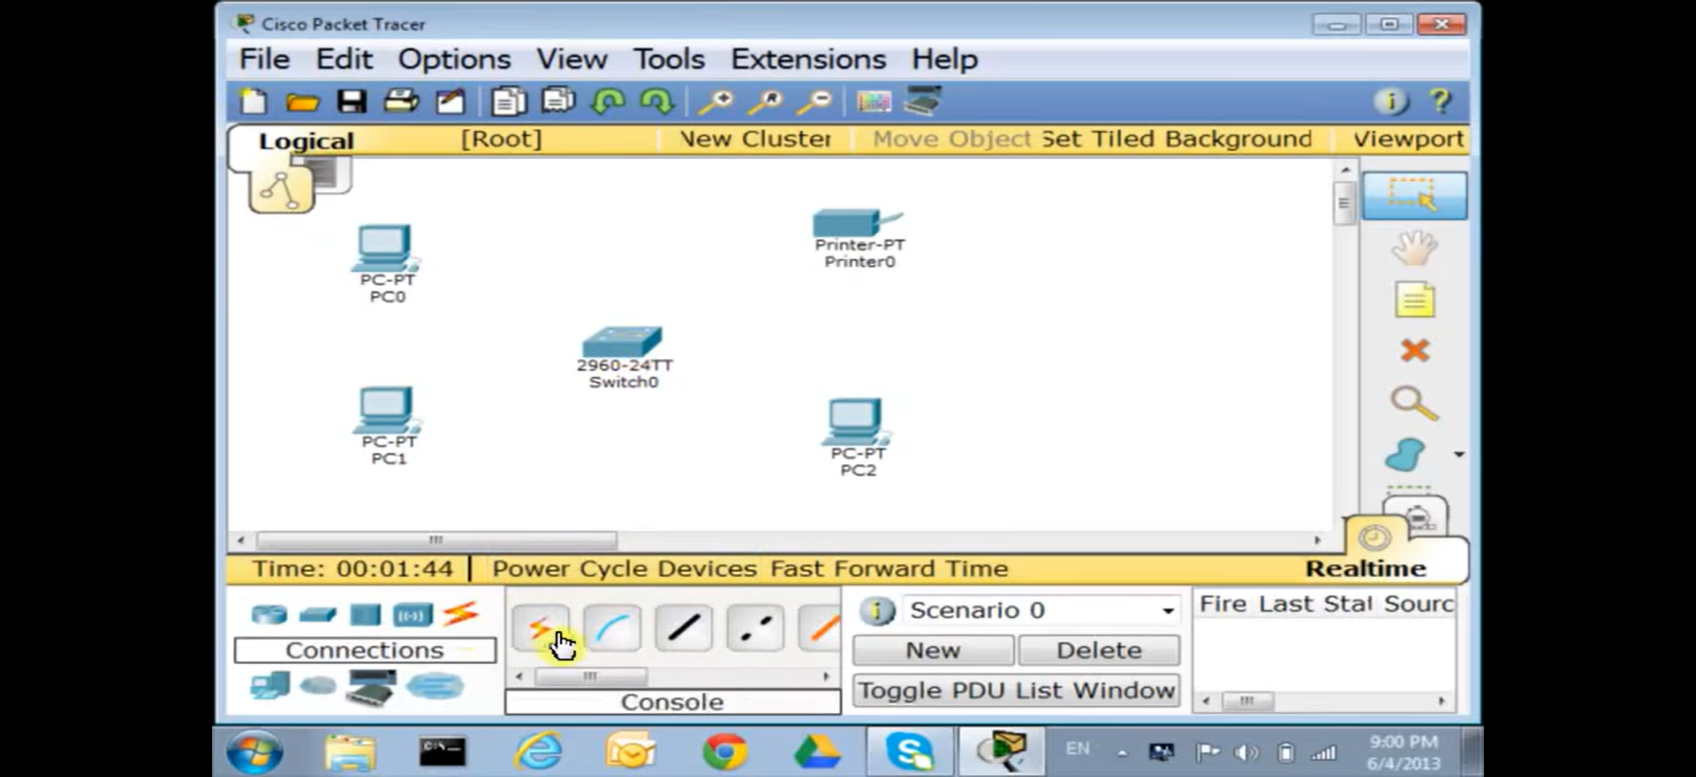 Cisco Packet Tracer
File Edit Options View Tools Extensions Help
Logical [Root] New Cluster Move Object Set Tiled Background Viewport
PC-PT
PC0
Printer-PT
Printer0
2960-24TT
Switch0
PC-PT
PC1
PC-PT
PC2
Time: 00:01:44 Power Cycle Devices Fast Forward Time Realtime
Connections
Console
Scenario 0
New Delete
Toggle PDU List Window
Fire Last Stat Sourc
C:\
EN
9:00 PM
6/4/2013